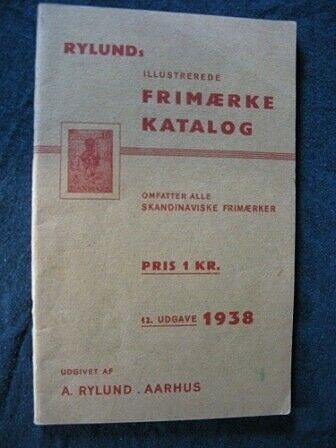 RYLUNDs
ILLUSTREREDE
FRIMÆRKE
KATALOG
OMFATTER ALLE
SKANDINAVISKE FRIMÆRKER
PRIS 1 KR.
12. UDGAVE 1938
UDGIVET AF
A. RYLUND . AARHUS